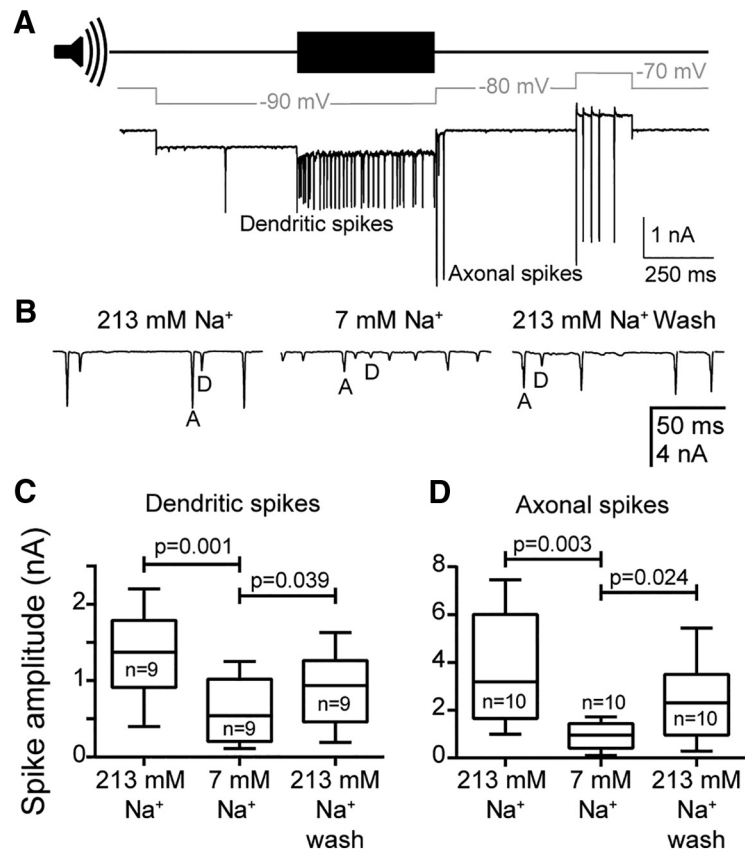 A
-90 mV
-80 mV
-70 mV
Dendritic spikes
Axonal spikes
1 nA
250 ms
B
213 mM Na⁺
7 mM Na⁺
213 mM Na⁺ Wash
A
D
A
D
A
D
50 ms
4 nA
C
Dendritic spikes
Spike amplitude (nA)
p=0.001
p=0.039
2
1
0
n=9
n=9
n=9
213 mM
Na⁺
7 mM
Na⁺
213 mM
Na⁺
wash
D
Axonal spikes
p=0.003
p=0.024
8
6
4
2
0
n=10
n=10
n=10
213 mM
Na⁺
7 mM
Na⁺
213 mM
Na⁺
wash